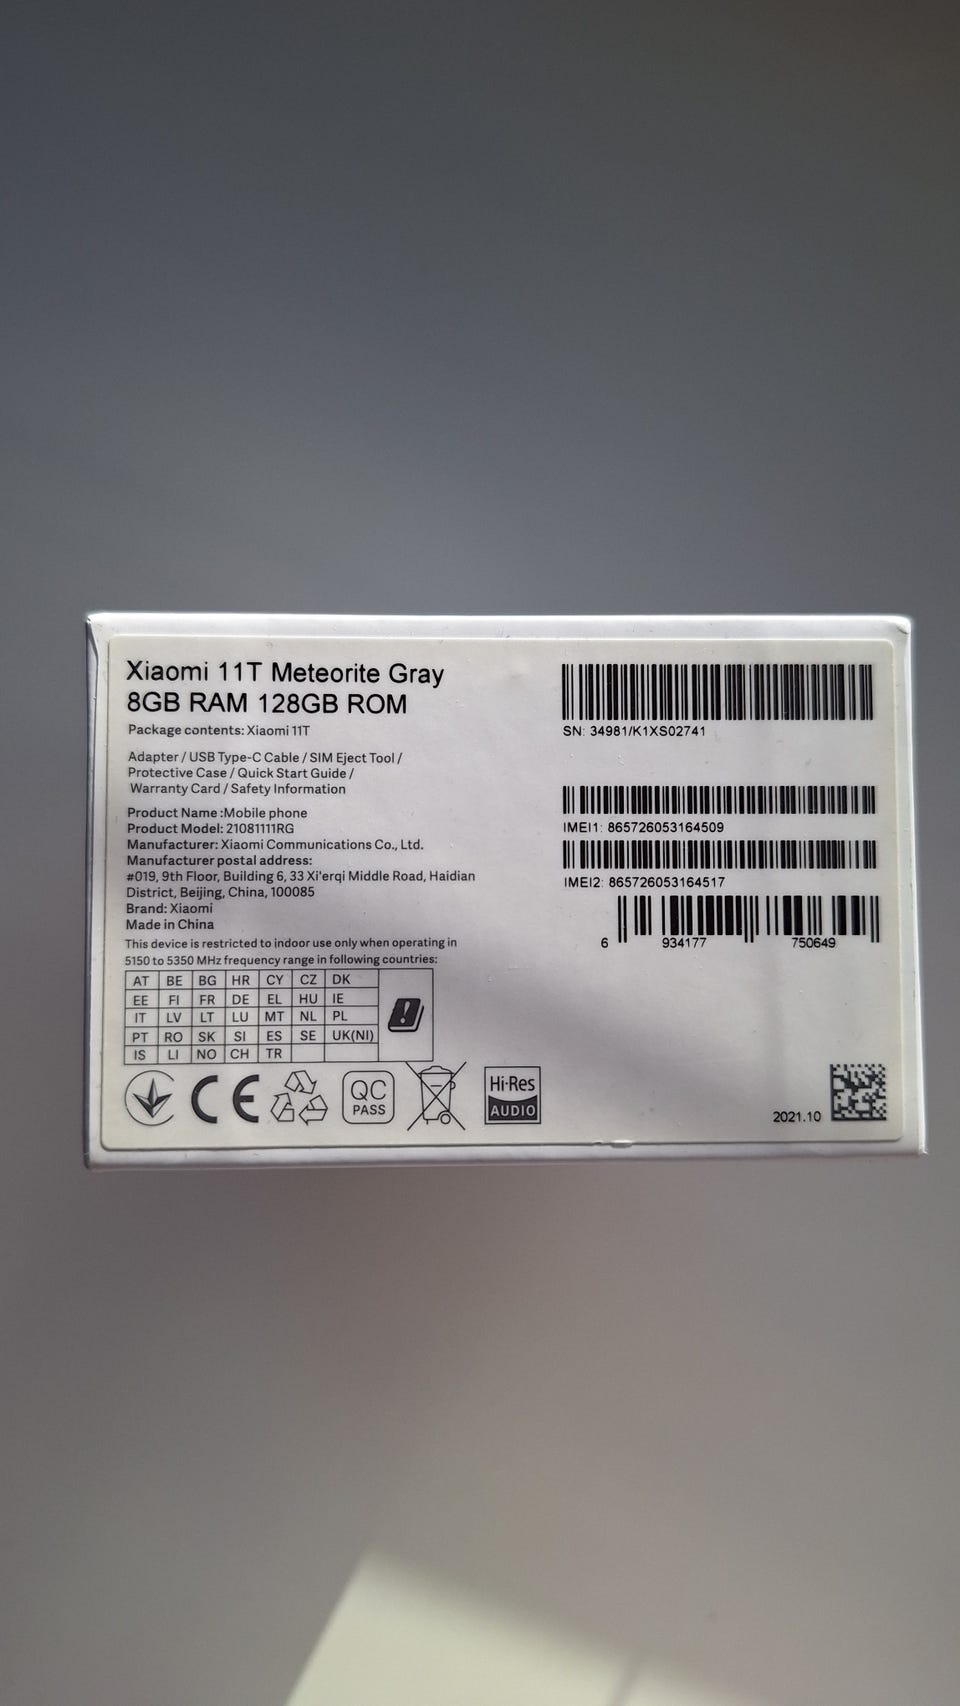 Xiaomi 11T Meteorite Gray
8GB RAM 128GB ROM
Package contents: Xiaomi 11T
Adapter / USB Type-C Cable / SIM Eject Tool /
Protective Case / Quick Start Guide /
Warranty Card / Safety Information
Product Name :Mobile phone
Product Model: 21081111RG
Manufacturer: Xiaomi Communications Co., Ltd.
Manufacturer postal address:
#019, 9th Floor, Building 6, 33 Xi'erqi Middle Road, Haidian
District, Beijing, China, 100085
Brand: Xiaomi
Made in China
This device is restricted to indoor use only when operating in
5150 to 5350 MHz frequency range in following countries:
AT BE BG HR CY CZ DK
EE FI FR DE EL HU IE
IT LV LT LU MT NL PL
PT RO SK SI ES SE UK(NI)
IS LI NO CH TR
CE
QC
PASS
Hi-Res
AUDIO
SN: 34981/K1XS02741
IMEI1: 865726053164509
IMEI2: 865726053164517
6 934177 750649
2021.10